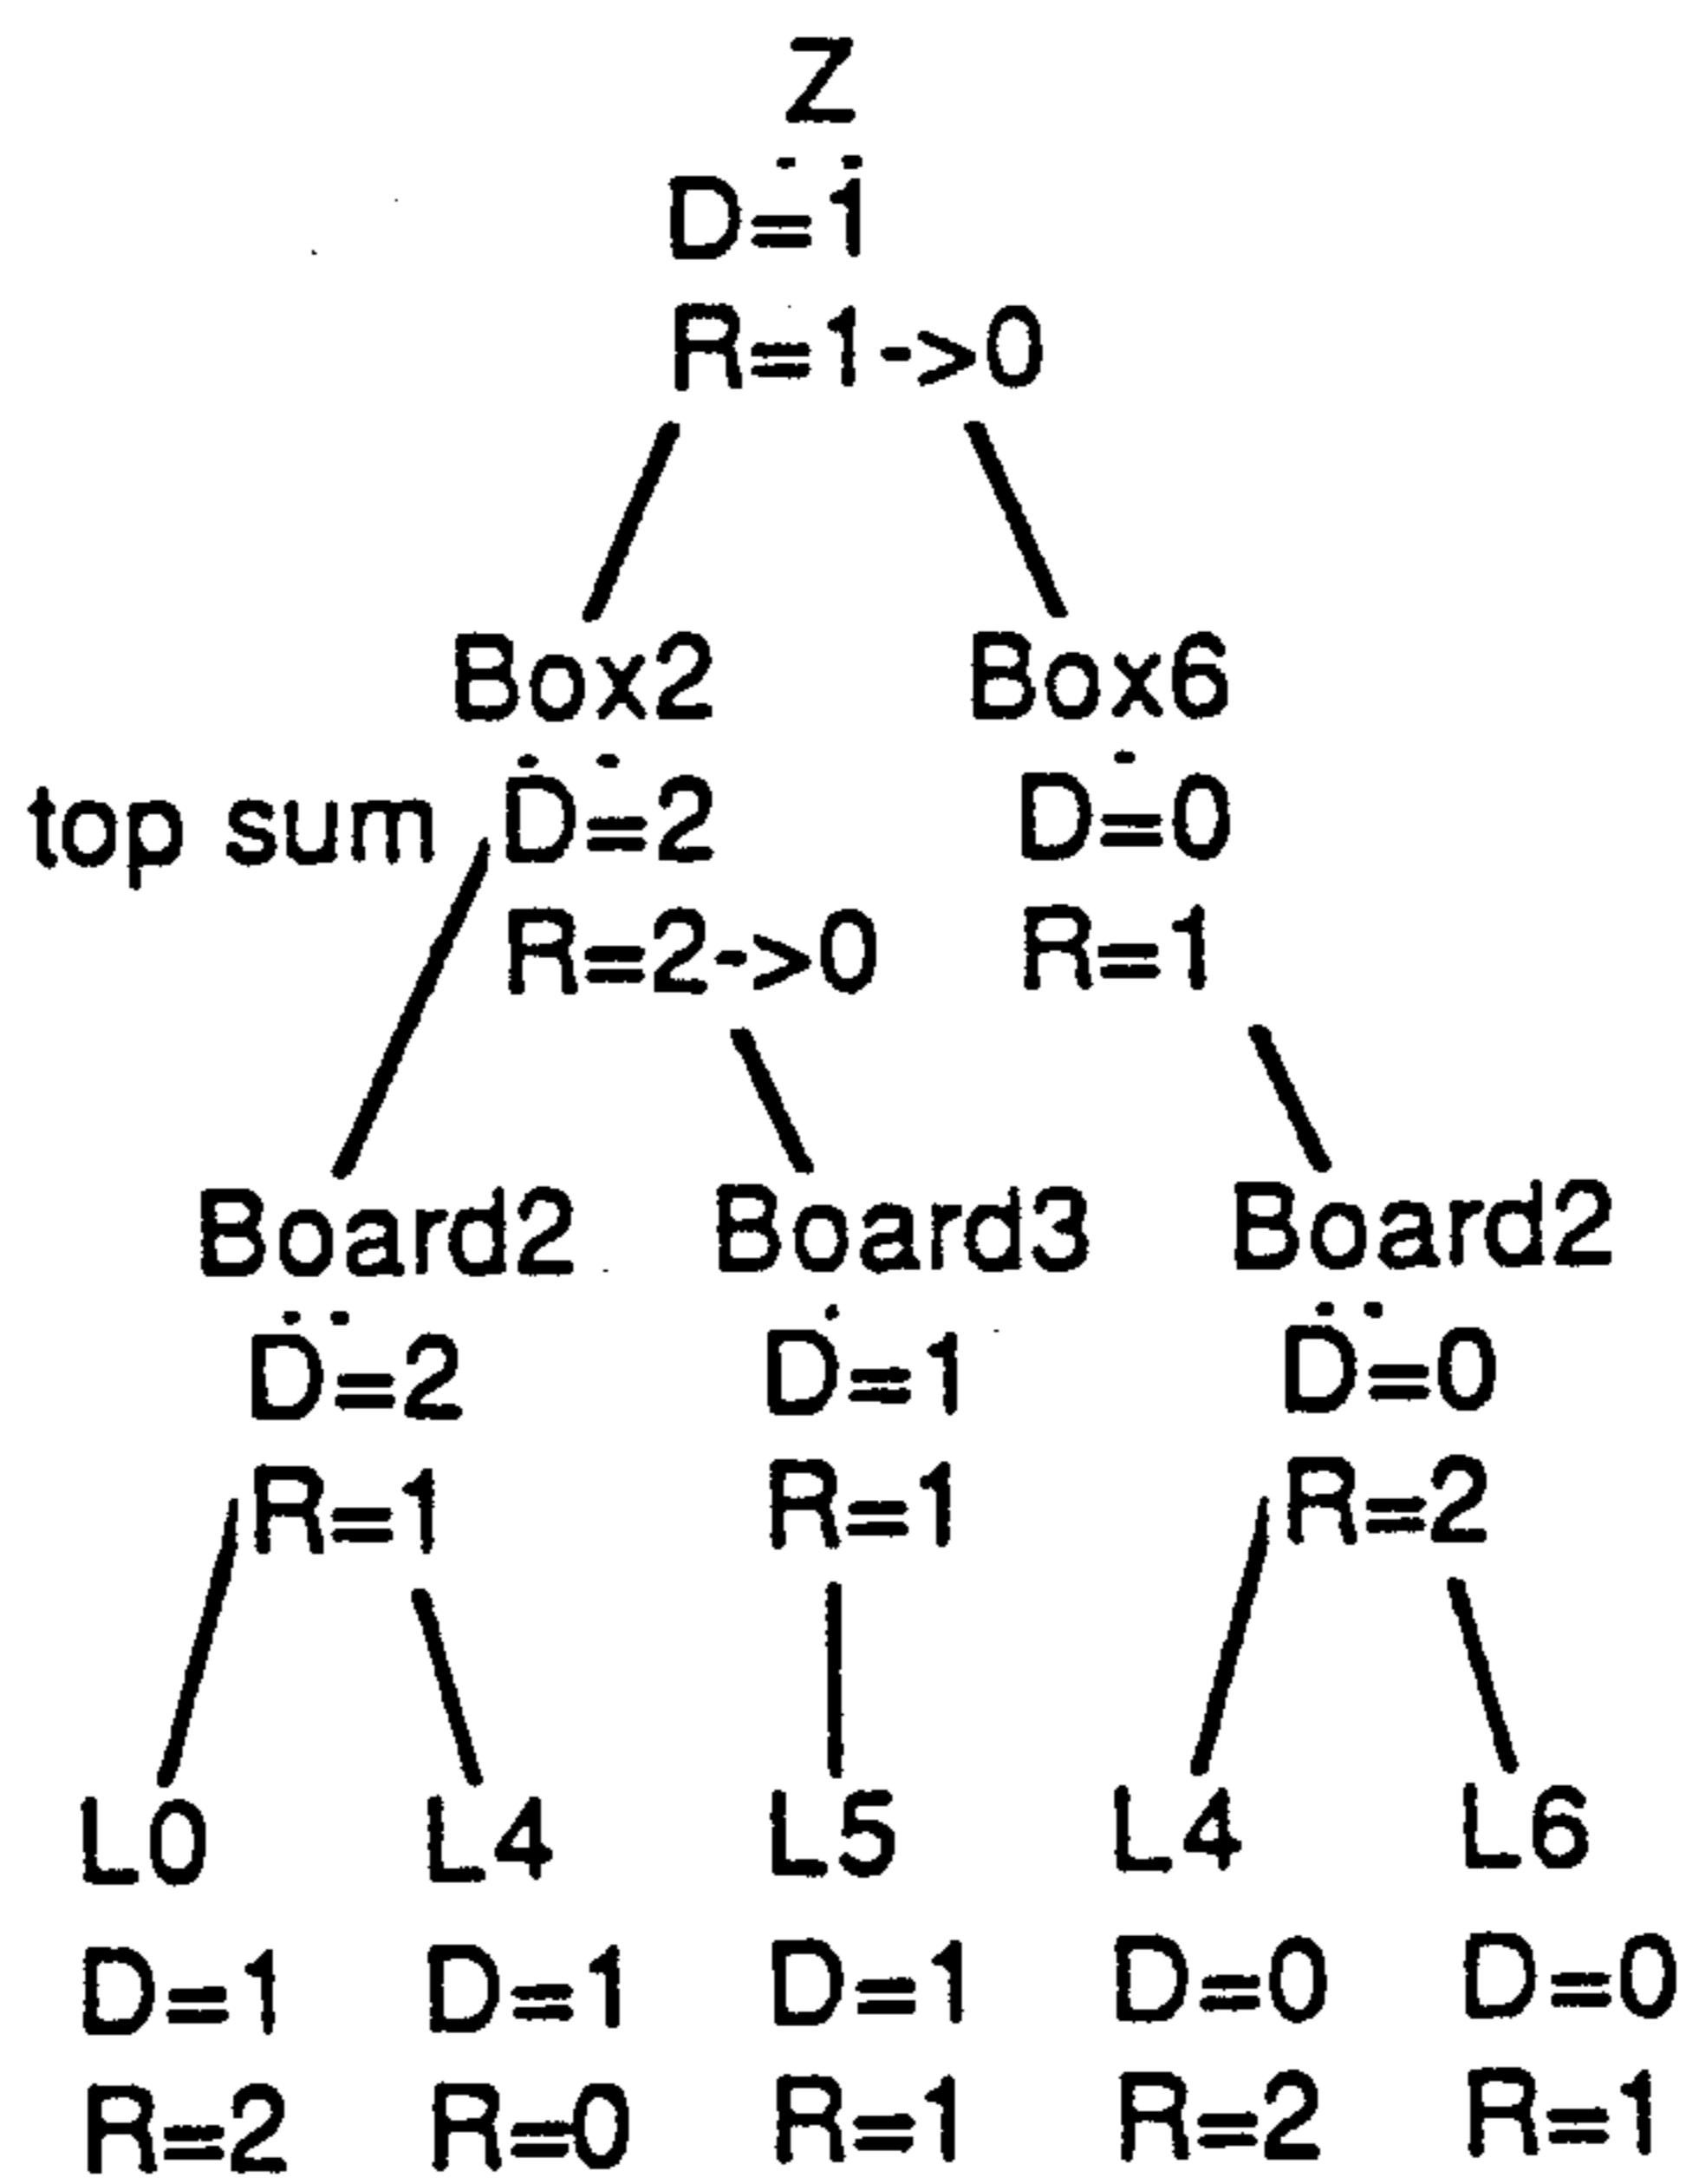 Z
D=1
R=1->0
Box2 Box6
top sum D=2 D=0
R=2->0 R=1
Board2 Board3 Board2
D=2 D=1 D=0
R=1 R=1 R=2
L0 L4 L5 L4 L6
D=1 D=1 D=1 D=0 D=0
R=2 R=0 R=1 R=2 R=1